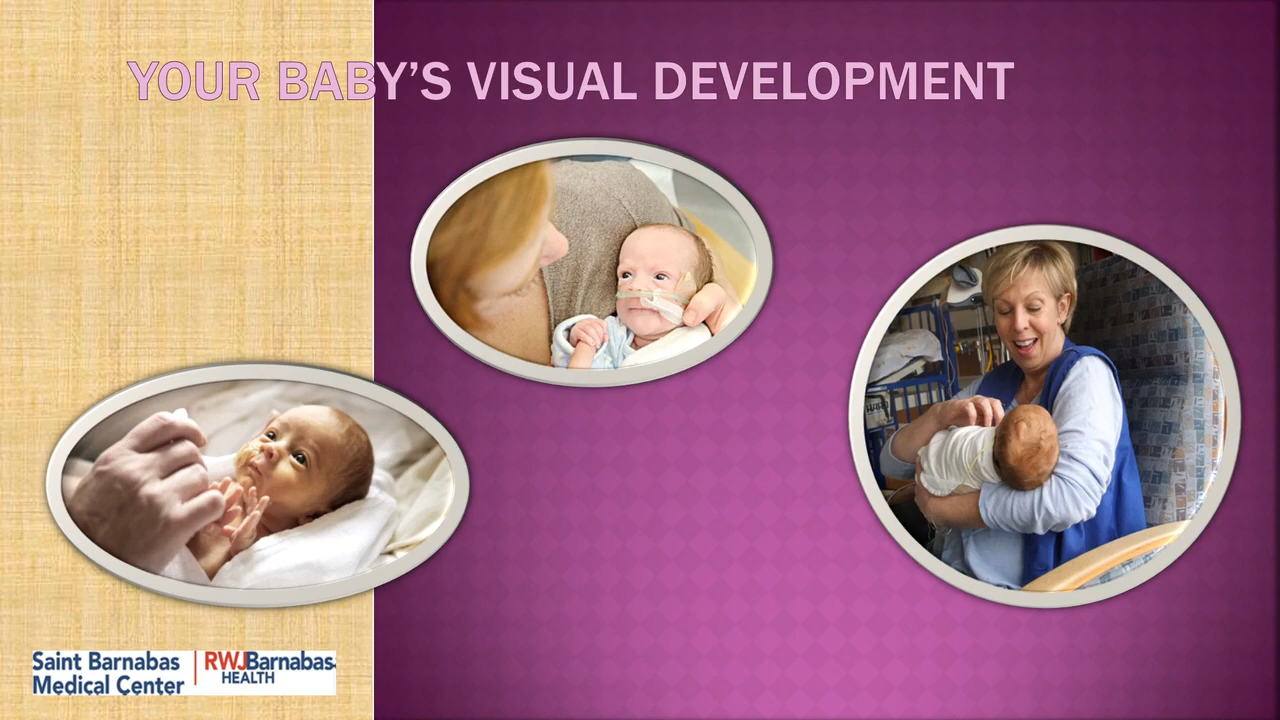 YOUR BABY'S VISUAL DEVELOPMENT
Saint Barnabas
Medical Center
RWJBarnabas
HEALTH